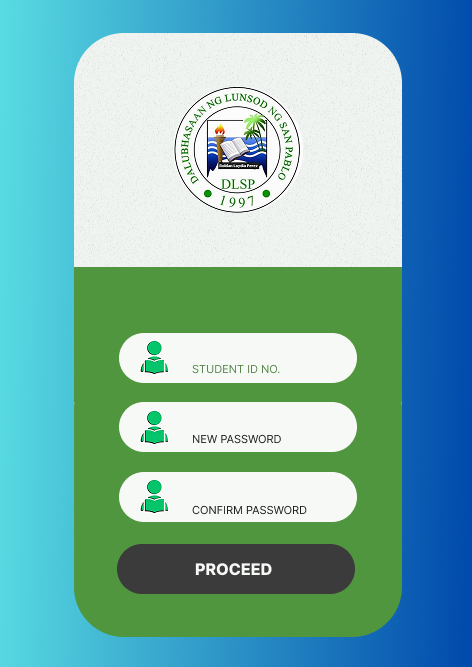 DALUBHASAAN NG LUNSOD NG SAN PABLO
DLSP
1997
STUDENT ID NO.
NEW PASSWORD
CONFIRM PASSWORD
PROCEED